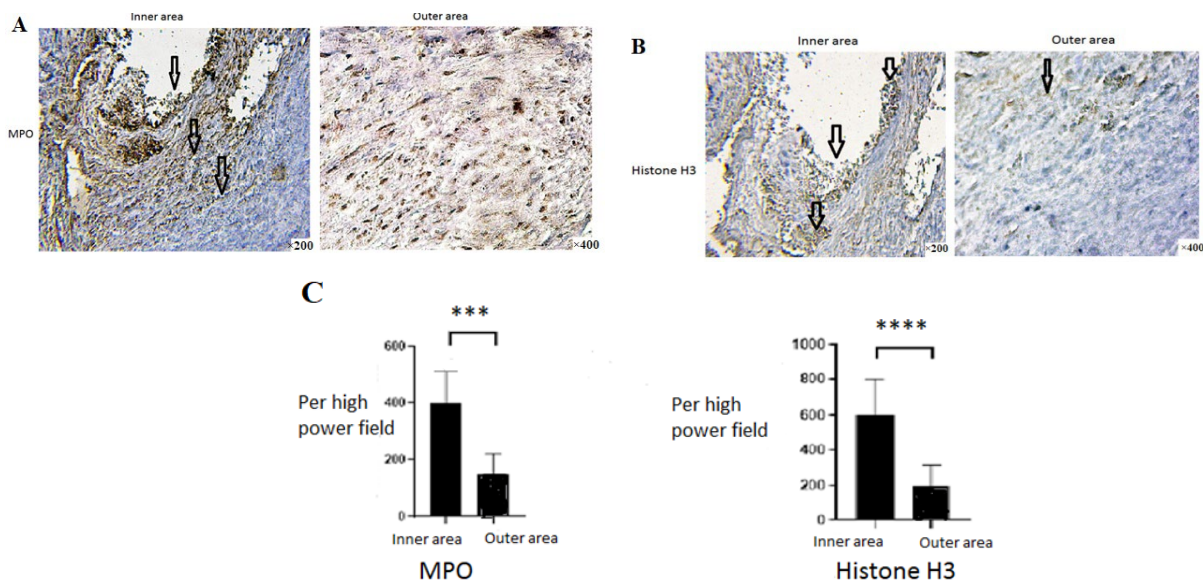 A
Inner area
Outer area
MPO
×200
×400
B
Inner area
Outer area
Histone H3
×200
×400
C
***
600
400
200
0
Per high
power field
Inner area
Outer area
MPO
****
1000
800
600
400
200
0
Per high
power field
Inner area
Outer area
Histone H3